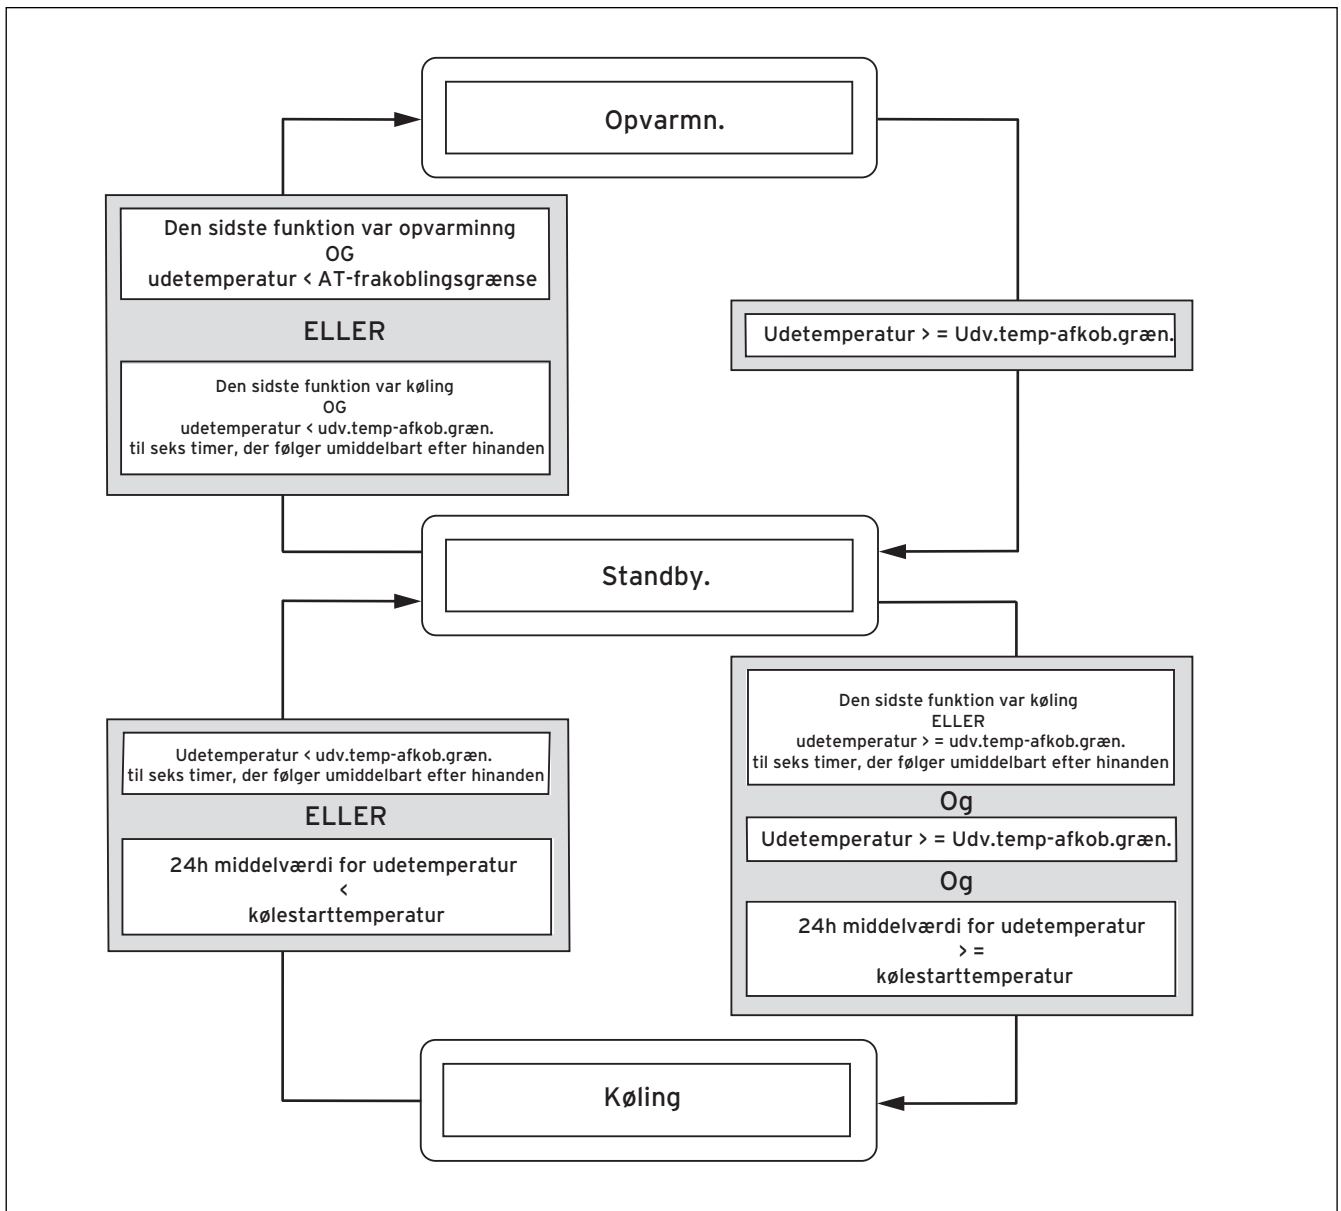 Opvarmn.
Den sidste funktion var opvarminng
OG
udetemperatur < AT-frakoblingsgrænse
ELLER
Den sidste funktion var køling
OG
udetemperatur < udv.temp-afkob.græn.
til seks timer, der følger umiddelbart efter hinanden
Udetemperatur > = Udv.temp-afkob.græn.
Standby.
Udetemperatur < udv.temp-afkob.græn.
til seks timer, der følger umiddelbart efter hinanden
ELLER
24h middelværdi for udetemperatur
<
kølestarttemperatur
Den sidste funktion var køling
ELLER
udetemperatur > = udv.temp-afkob.græn.
til seks timer, der følger umiddelbart efter hinanden
Og
Udetemperatur > = Udv.temp-afkob.græn.
Og
24h middelværdi for udetemperatur
> =
kølestarttemperatur
Køling